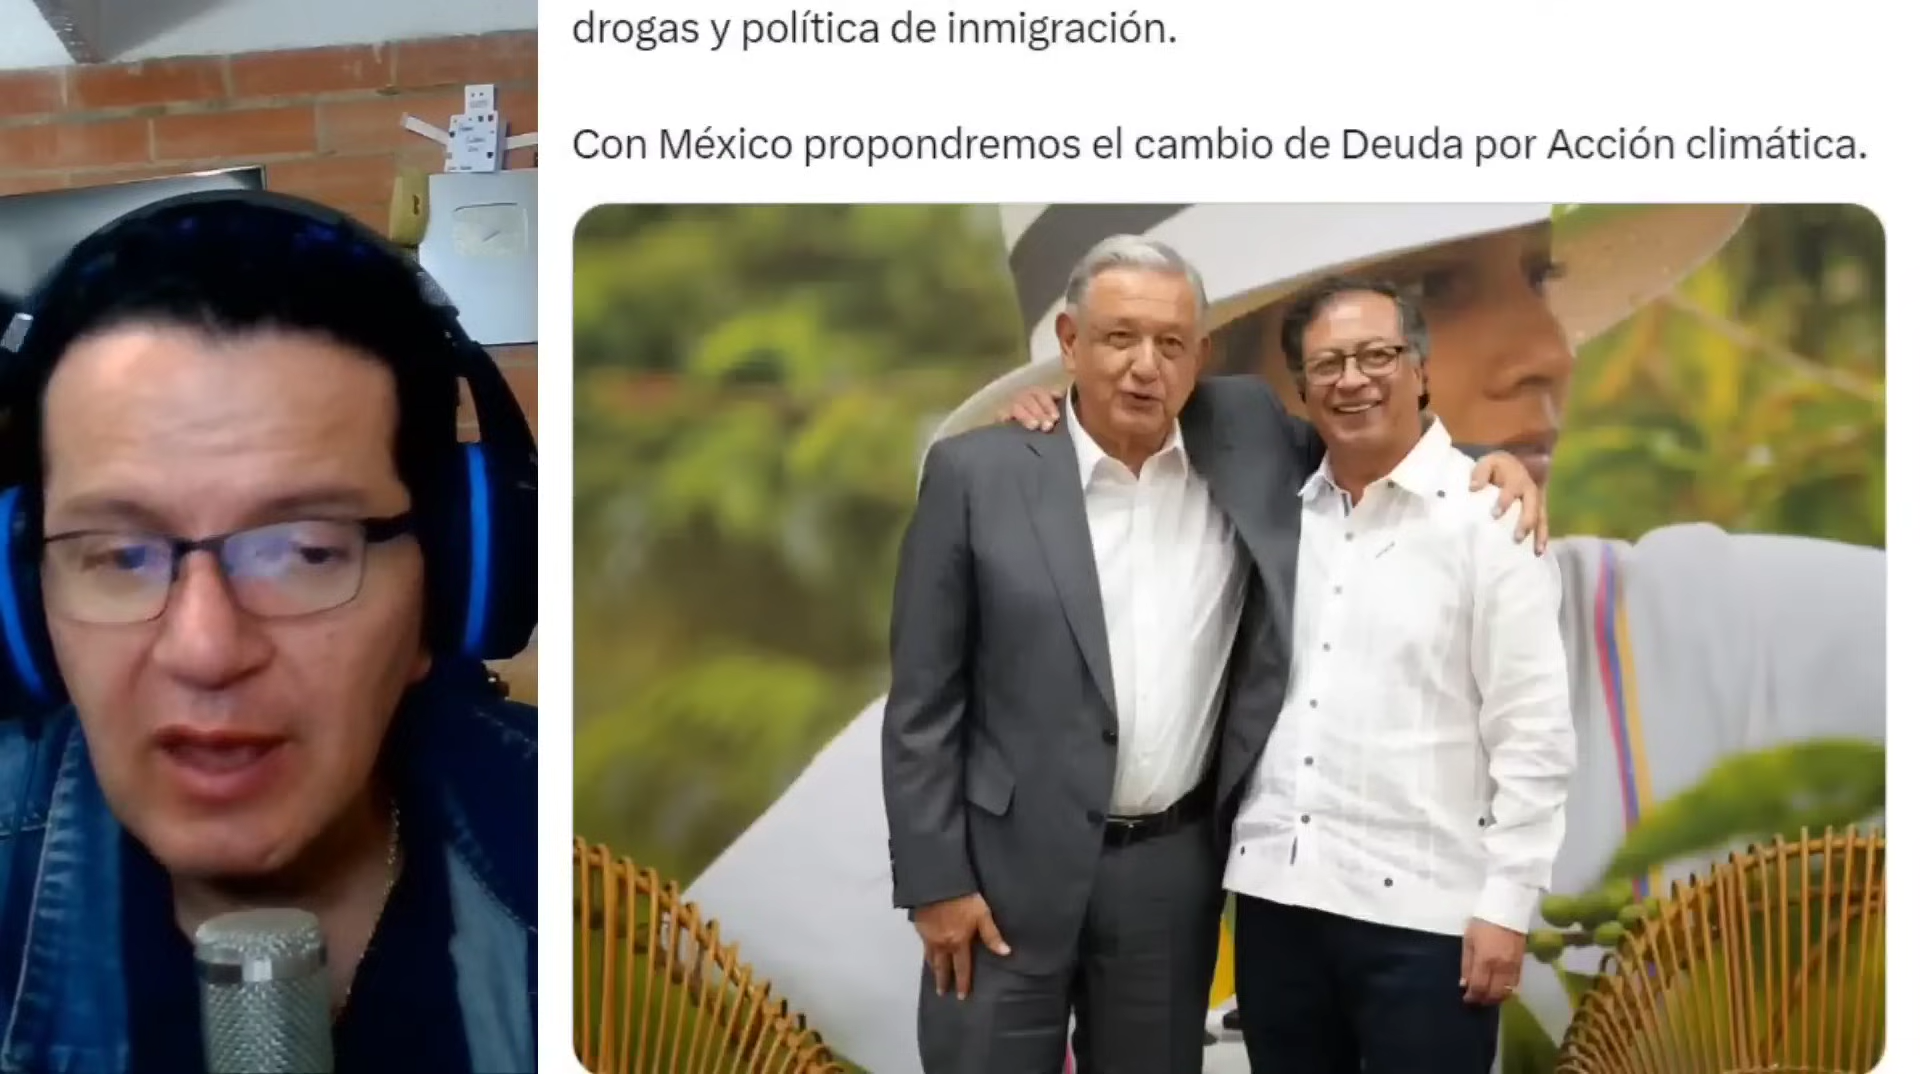 drogas y política de inmigración.
Con México propondremos el cambio de Deuda por Acción climática.